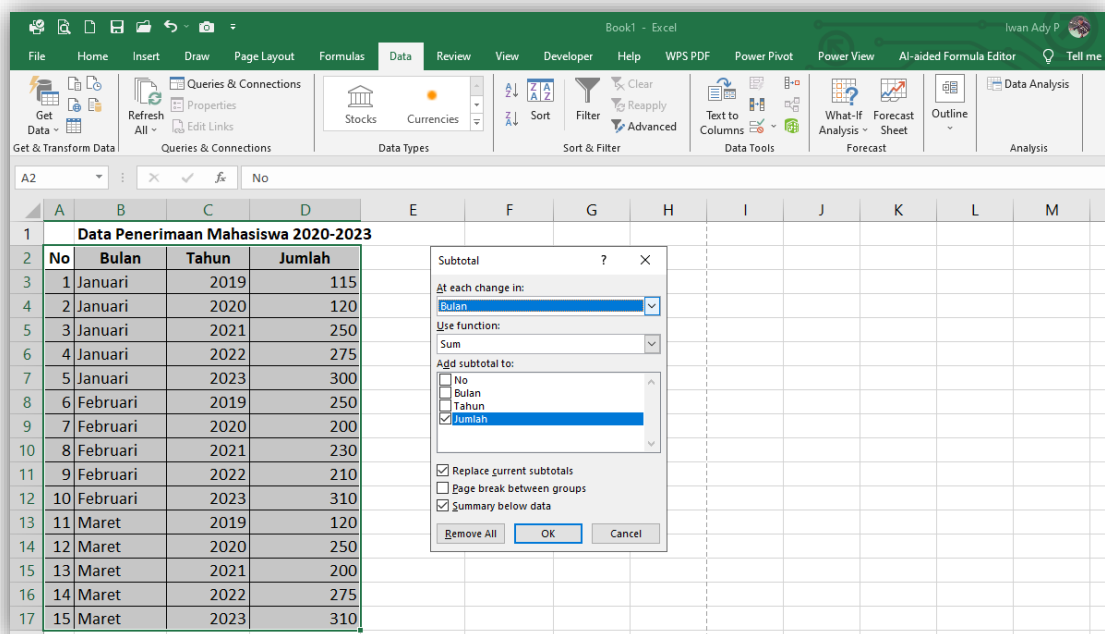 Book1 - Excel
Iwan Ady P
File Home Insert Draw Page Layout Formulas Data Review View Developer Help WPS PDF Power Pivot Power View AI-aided Formula Editor Tell me
Get Data
Refresh All
Queries & Connections
Properties
Edit Links
Stocks
Currencies
Sort
Filter
Clear
Reapply
Advanced
Text to Columns
What-If Analysis
Forecast Sheet
Outline
Data Analysis
Get & Transform Data Queries & Connections Data Types Sort & Filter Data Tools Forecast Analysis
A2 fx No
A B C D E F G H I J K L M
1 Data Penerimaan Mahasiswa 2020-2023
2 No Bulan Tahun Jumlah
3 1 Januari 2019 115
4 2 Januari 2020 120
5 3 Januari 2021 250
6 4 Januari 2022 275
7 5 Januari 2023 300
8 6 Februari 2019 250
9 7 Februari 2020 200
10 8 Februari 2021 230
11 9 Februari 2022 210
12 10 Februari 2023 310
13 11 Maret 2019 120
14 12 Maret 2020 250
15 13 Maret 2021 200
16 14 Maret 2022 275
17 15 Maret 2023 310
Subtotal ? ×
At each change in:
Bulan
Use function:
Sum
Add subtotal to:
No
Bulan
Tahun
Jumlah
Replace current subtotals
Page break between groups
Summary below data
Remove All OK Cancel